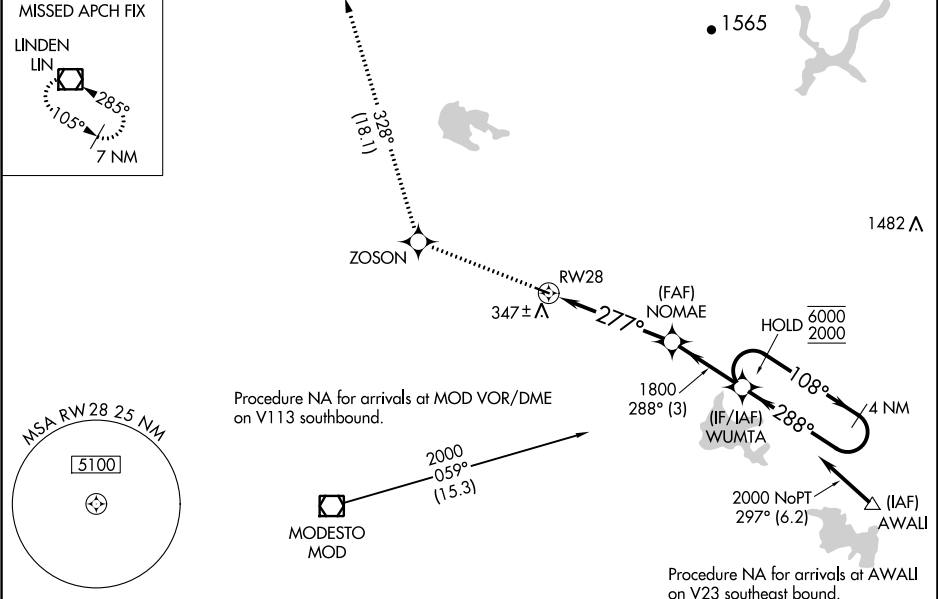 MISSED APCH FIX
LINDEN
LIN
285°
105°
7 NM
328°
(18.1)
1565
1482
ZOSON
RW28
347±
277°
(FAF)
NOMAE
HOLD
6000
2000
108°
4 NM
288°
1800
288° (3)
(IF/IAF)
WUMTA
Procedure NA for arrivals at MOD VOR/DME
on V113 southbound.
MSA RW 28 25 NM
5100
2000
059°
(15.3)
MODESTO
MOD
2000 NoPT
297° (6.2)
(IAF)
AWALI
Procedure NA for arrivals at AWALI
on V23 southeast bound.